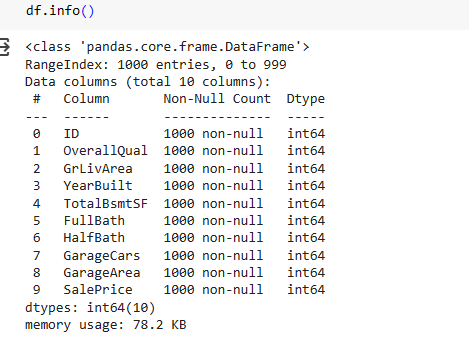 df.info()
<class 'pandas.core.frame.DataFrame'>
RangeIndex: 1000 entries, 0 to 999
Data columns (total 10 columns):
 #   Column       Non-Null Count  Dtype
---  ------       --------------  -----
 0   ID           1000 non-null   int64
 1   OverallQual  1000 non-null   int64
 2   GrLivArea    1000 non-null   int64
 3   YearBuilt    1000 non-null   int64
 4   TotalBsmtSF  1000 non-null   int64
 5   FullBath     1000 non-null   int64
 6   HalfBath     1000 non-null   int64
 7   GarageCars   1000 non-null   int64
 8   GarageArea   1000 non-null   int64
 9   SalePrice    1000 non-null   int64
dtypes: int64(10)
memory usage: 78.2 KB